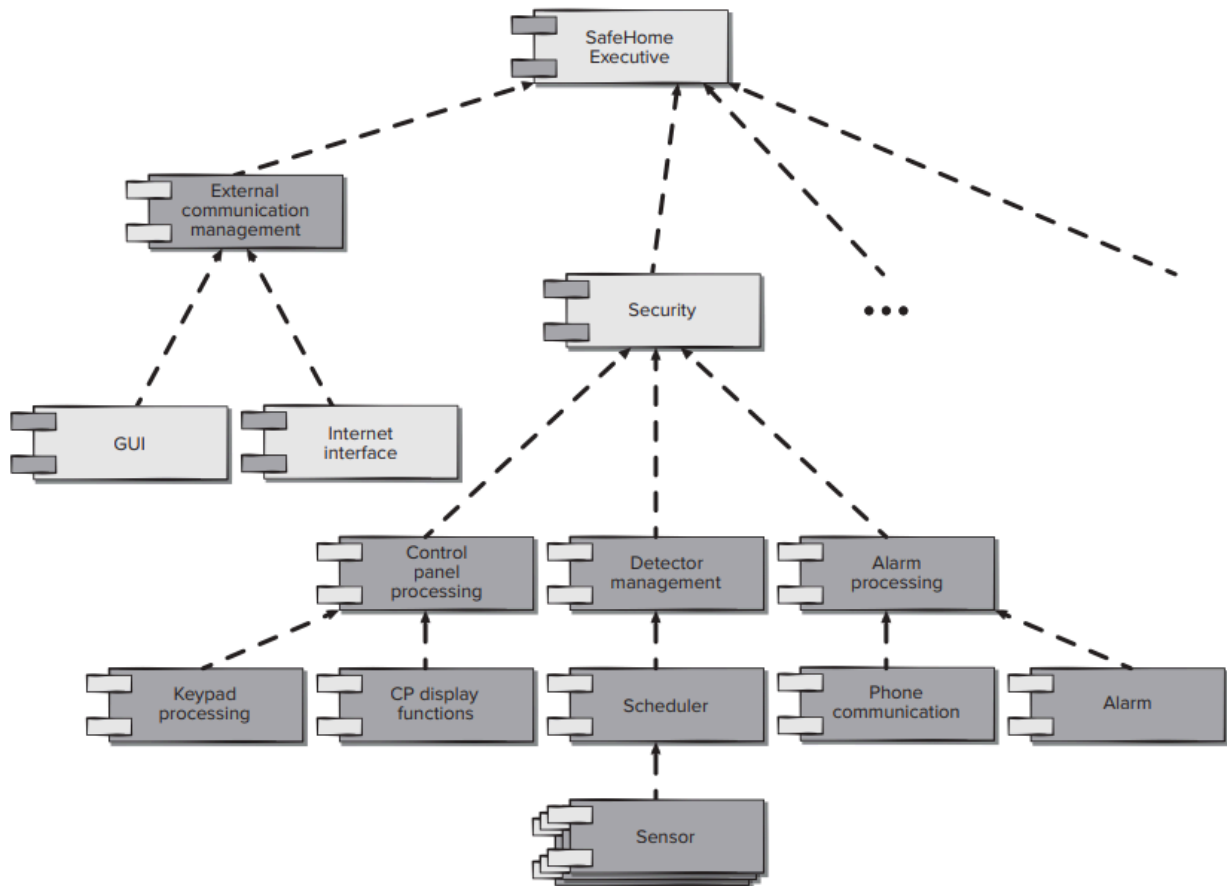 SafeHome
Executive
External
communication
management
Security
•••
GUI
Internet
interface
Control
panel
processing
Detector
management
Alarm
processing
Keypad
processing
CP display
functions
Scheduler
Phone
communication
Alarm
Sensor